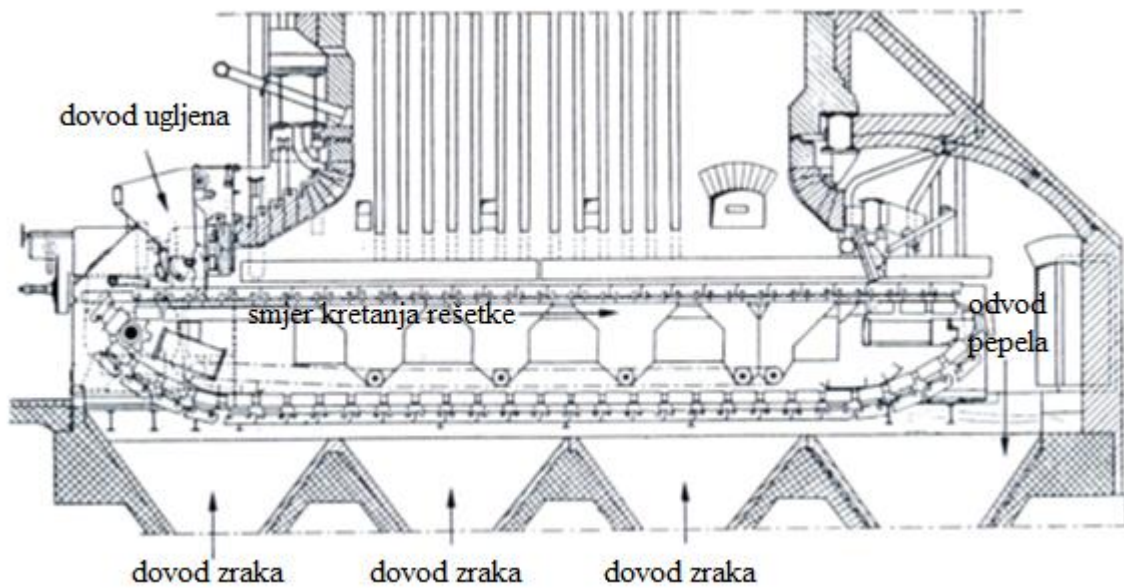 dovod ugljena
smjer kretanja rešetke
odvod
pepela
dovod zraka
dovod zraka
dovod zraka